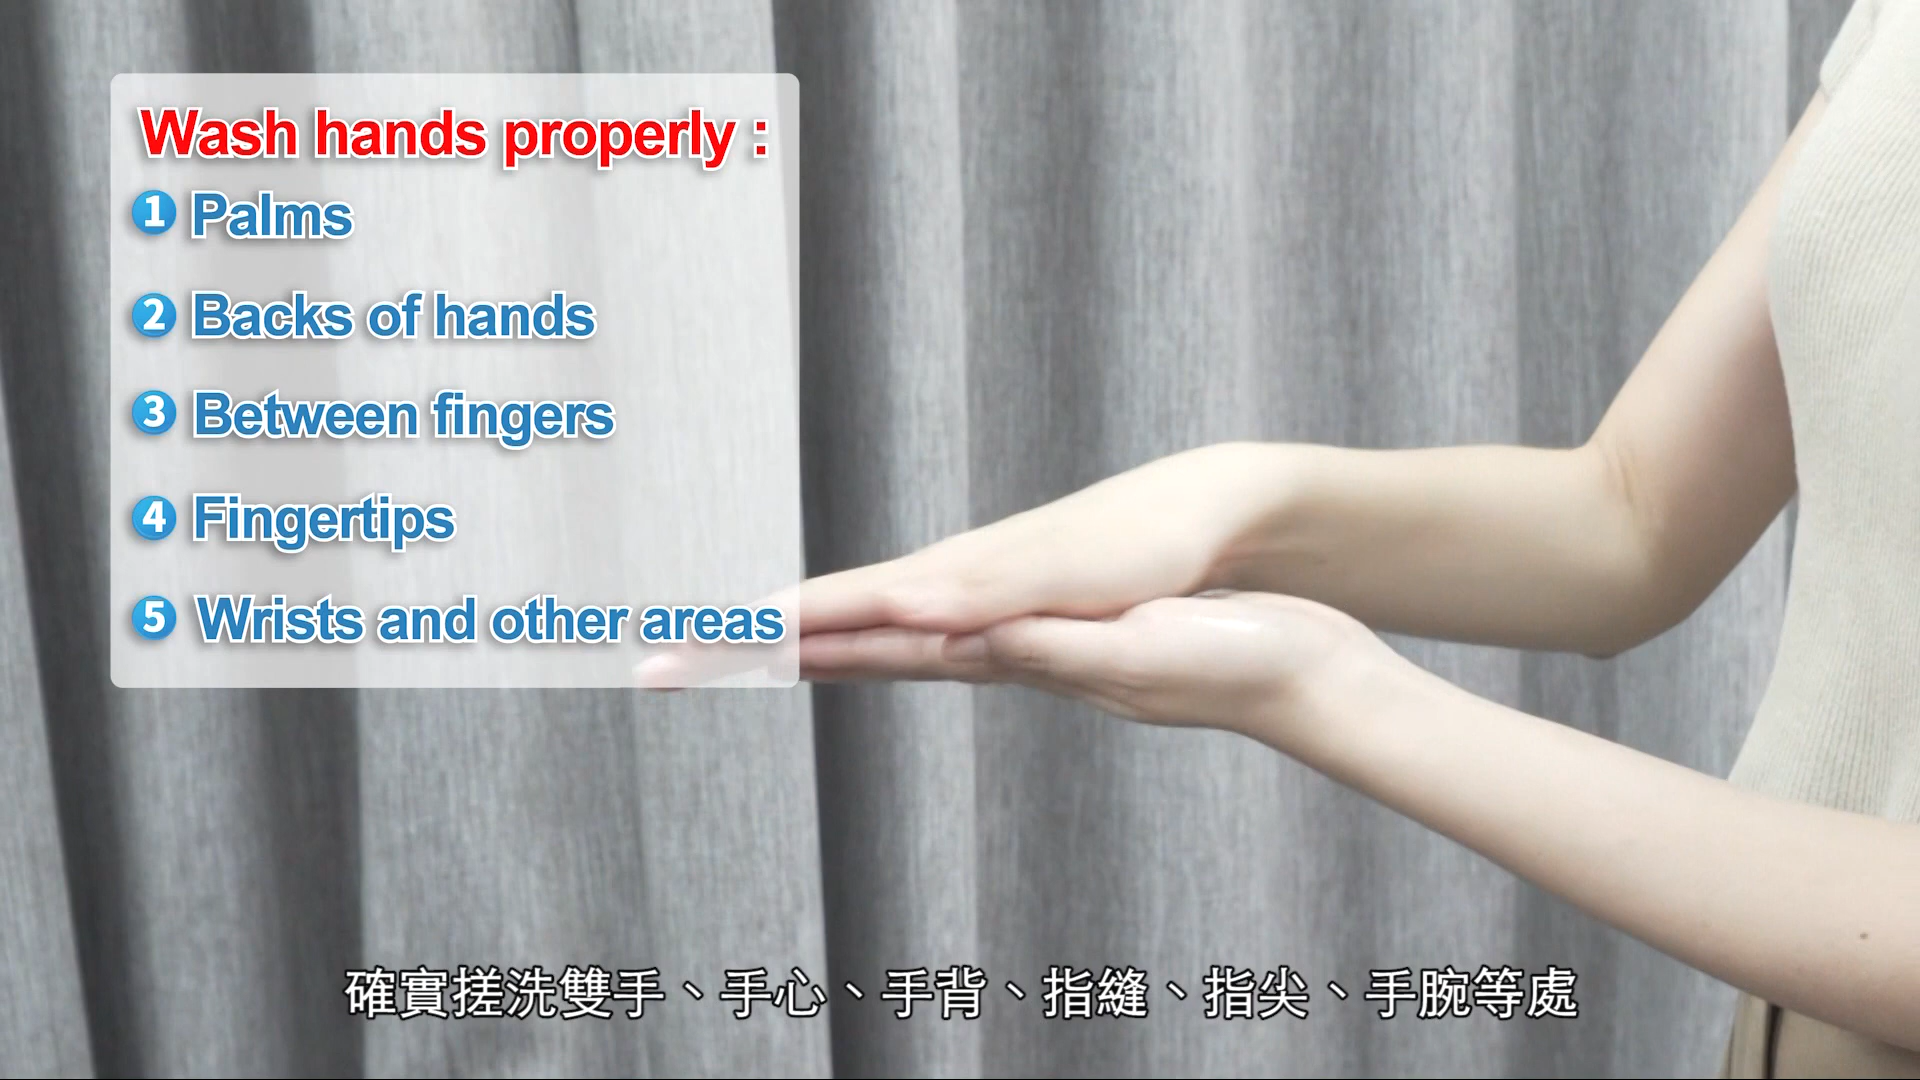 Wash hands properly :
1 Palms
2 Backs of hands
3 Between fingers
4 Fingertips
5 Wrists and other areas
確實搓洗雙手、手心、手背、指縫、指尖、手腕等處